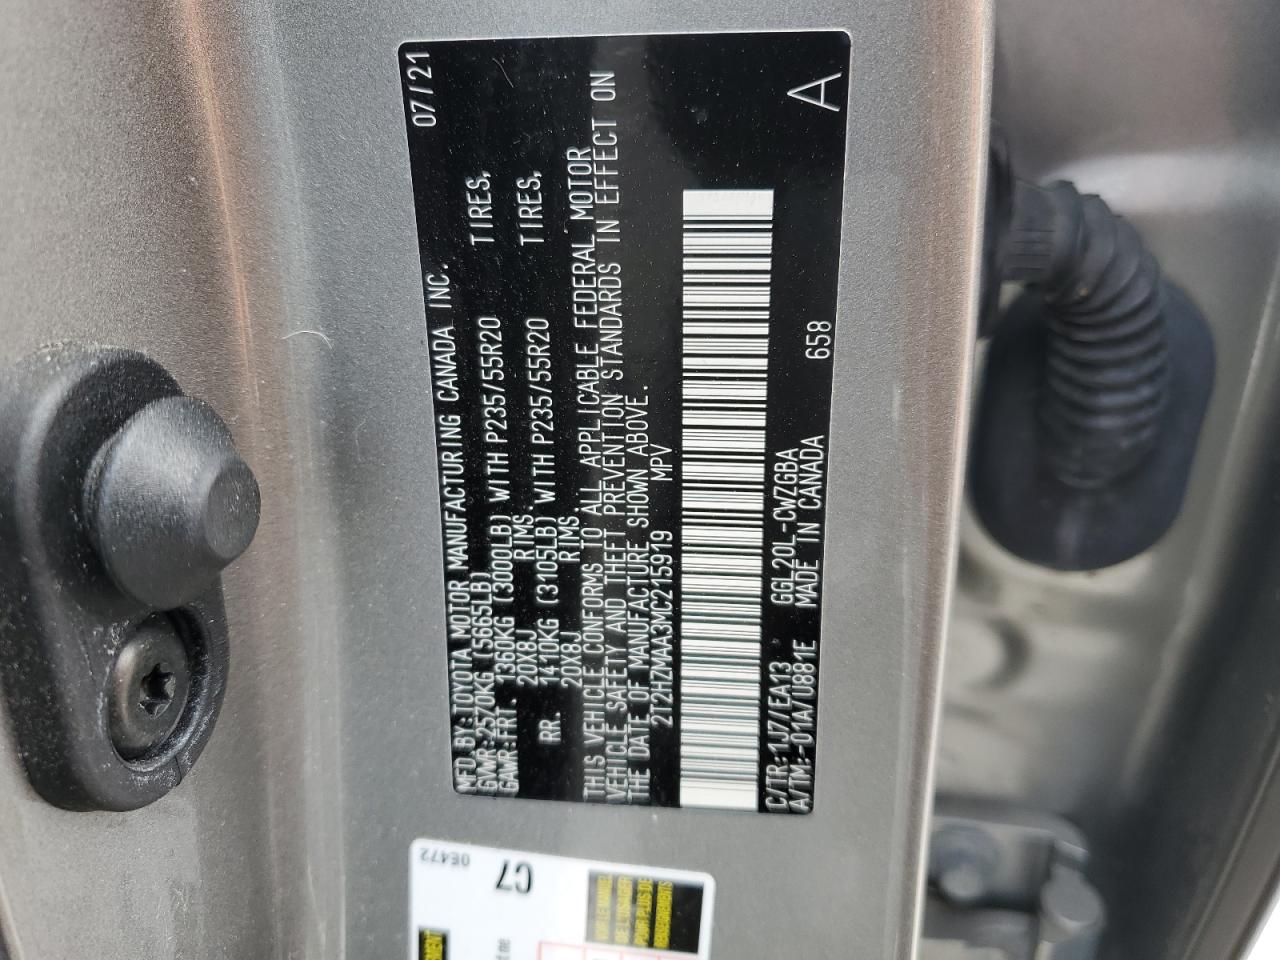 MFD. BY: TOYOTA MOTOR MANUFACTURING CANADA INC. 07/21
GVWR: 2570KG (5665LB)
GAWR: FRT. 1360KG (3000LB) WITH P235/55R20 TIRES,
20X8J RIMS.
RR. 1410KG (3105LB) WITH P235/55R20 TIRES,
20X8J RIMS.
THIS VEHICLE CONFORMS TO ALL APPLICABLE FEDERAL MOTOR
VEHICLE SAFETY AND THEFT PREVENTION STANDARDS IN EFFECT ON
THE DATE OF MANUFACTURE SHOWN ABOVE.
2T2HZMAA3MC215919 MPV
C/TR: 1J7/EA13 GGL20L-CWZGBA 658 A
A/TM: -01A/U881E MADE IN CANADA
0E472
C7